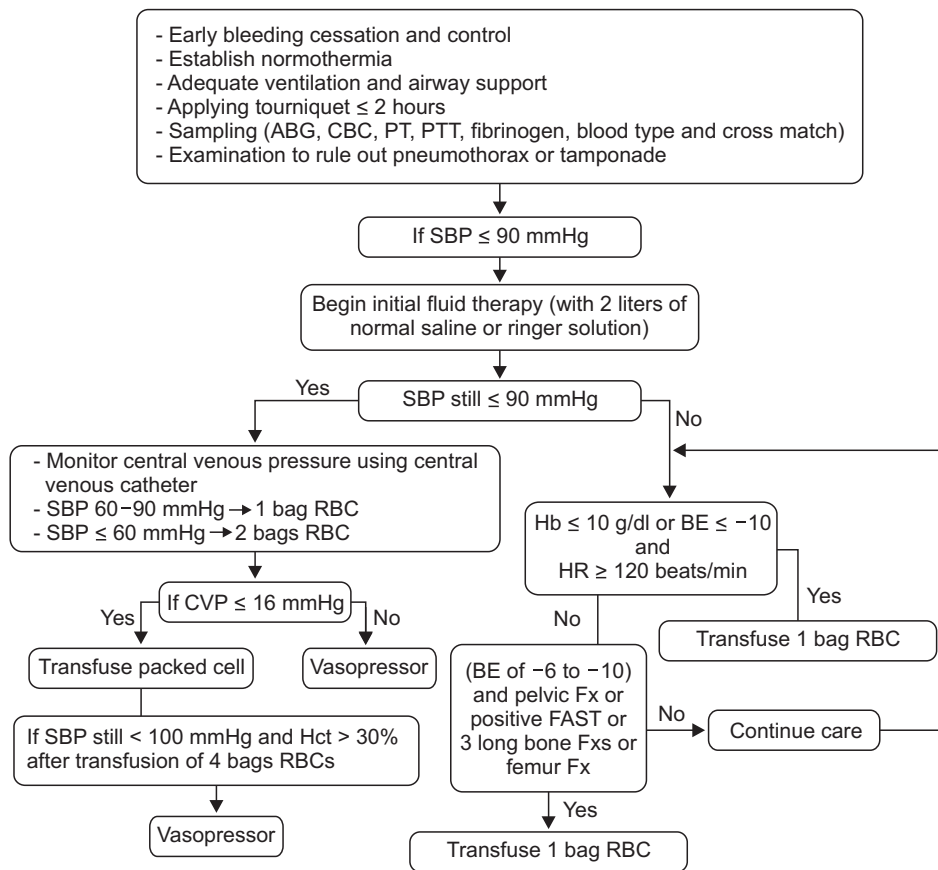 - Early bleeding cessation and control
- Establish normothermia
- Adequate ventilation and airway support
- Applying tourniquet ≤ 2 hours
- Sampling (ABG, CBC, PT, PTT, fibrinogen, blood type and cross match)
- Examination to rule out pneumothorax or tamponade
If SBP ≤ 90 mmHg
Begin initial fluid therapy (with 2 liters of
normal saline or ringer solution)
SBP still ≤ 90 mmHg
Yes
No
- Monitor central venous pressure using central
venous catheter
- SBP 60−90 mmHg → 1 bag RBC
- SBP ≤ 60 mmHg → 2 bags RBC
If CVP ≤ 16 mmHg
Yes
No
Transfuse packed cell
Vasopressor
If SBP still < 100 mmHg and Hct > 30%
after transfusion of 4 bags RBCs
Vasopressor
Hb ≤ 10 g/dl or BE ≤ −10
and
HR ≥ 120 beats/min
Yes
No
Transfuse 1 bag RBC
(BE of −6 to −10)
and pelvic Fx or
positive FAST or
3 long bone Fxs or
femur Fx
No
Continue care
Yes
Transfuse 1 bag RBC